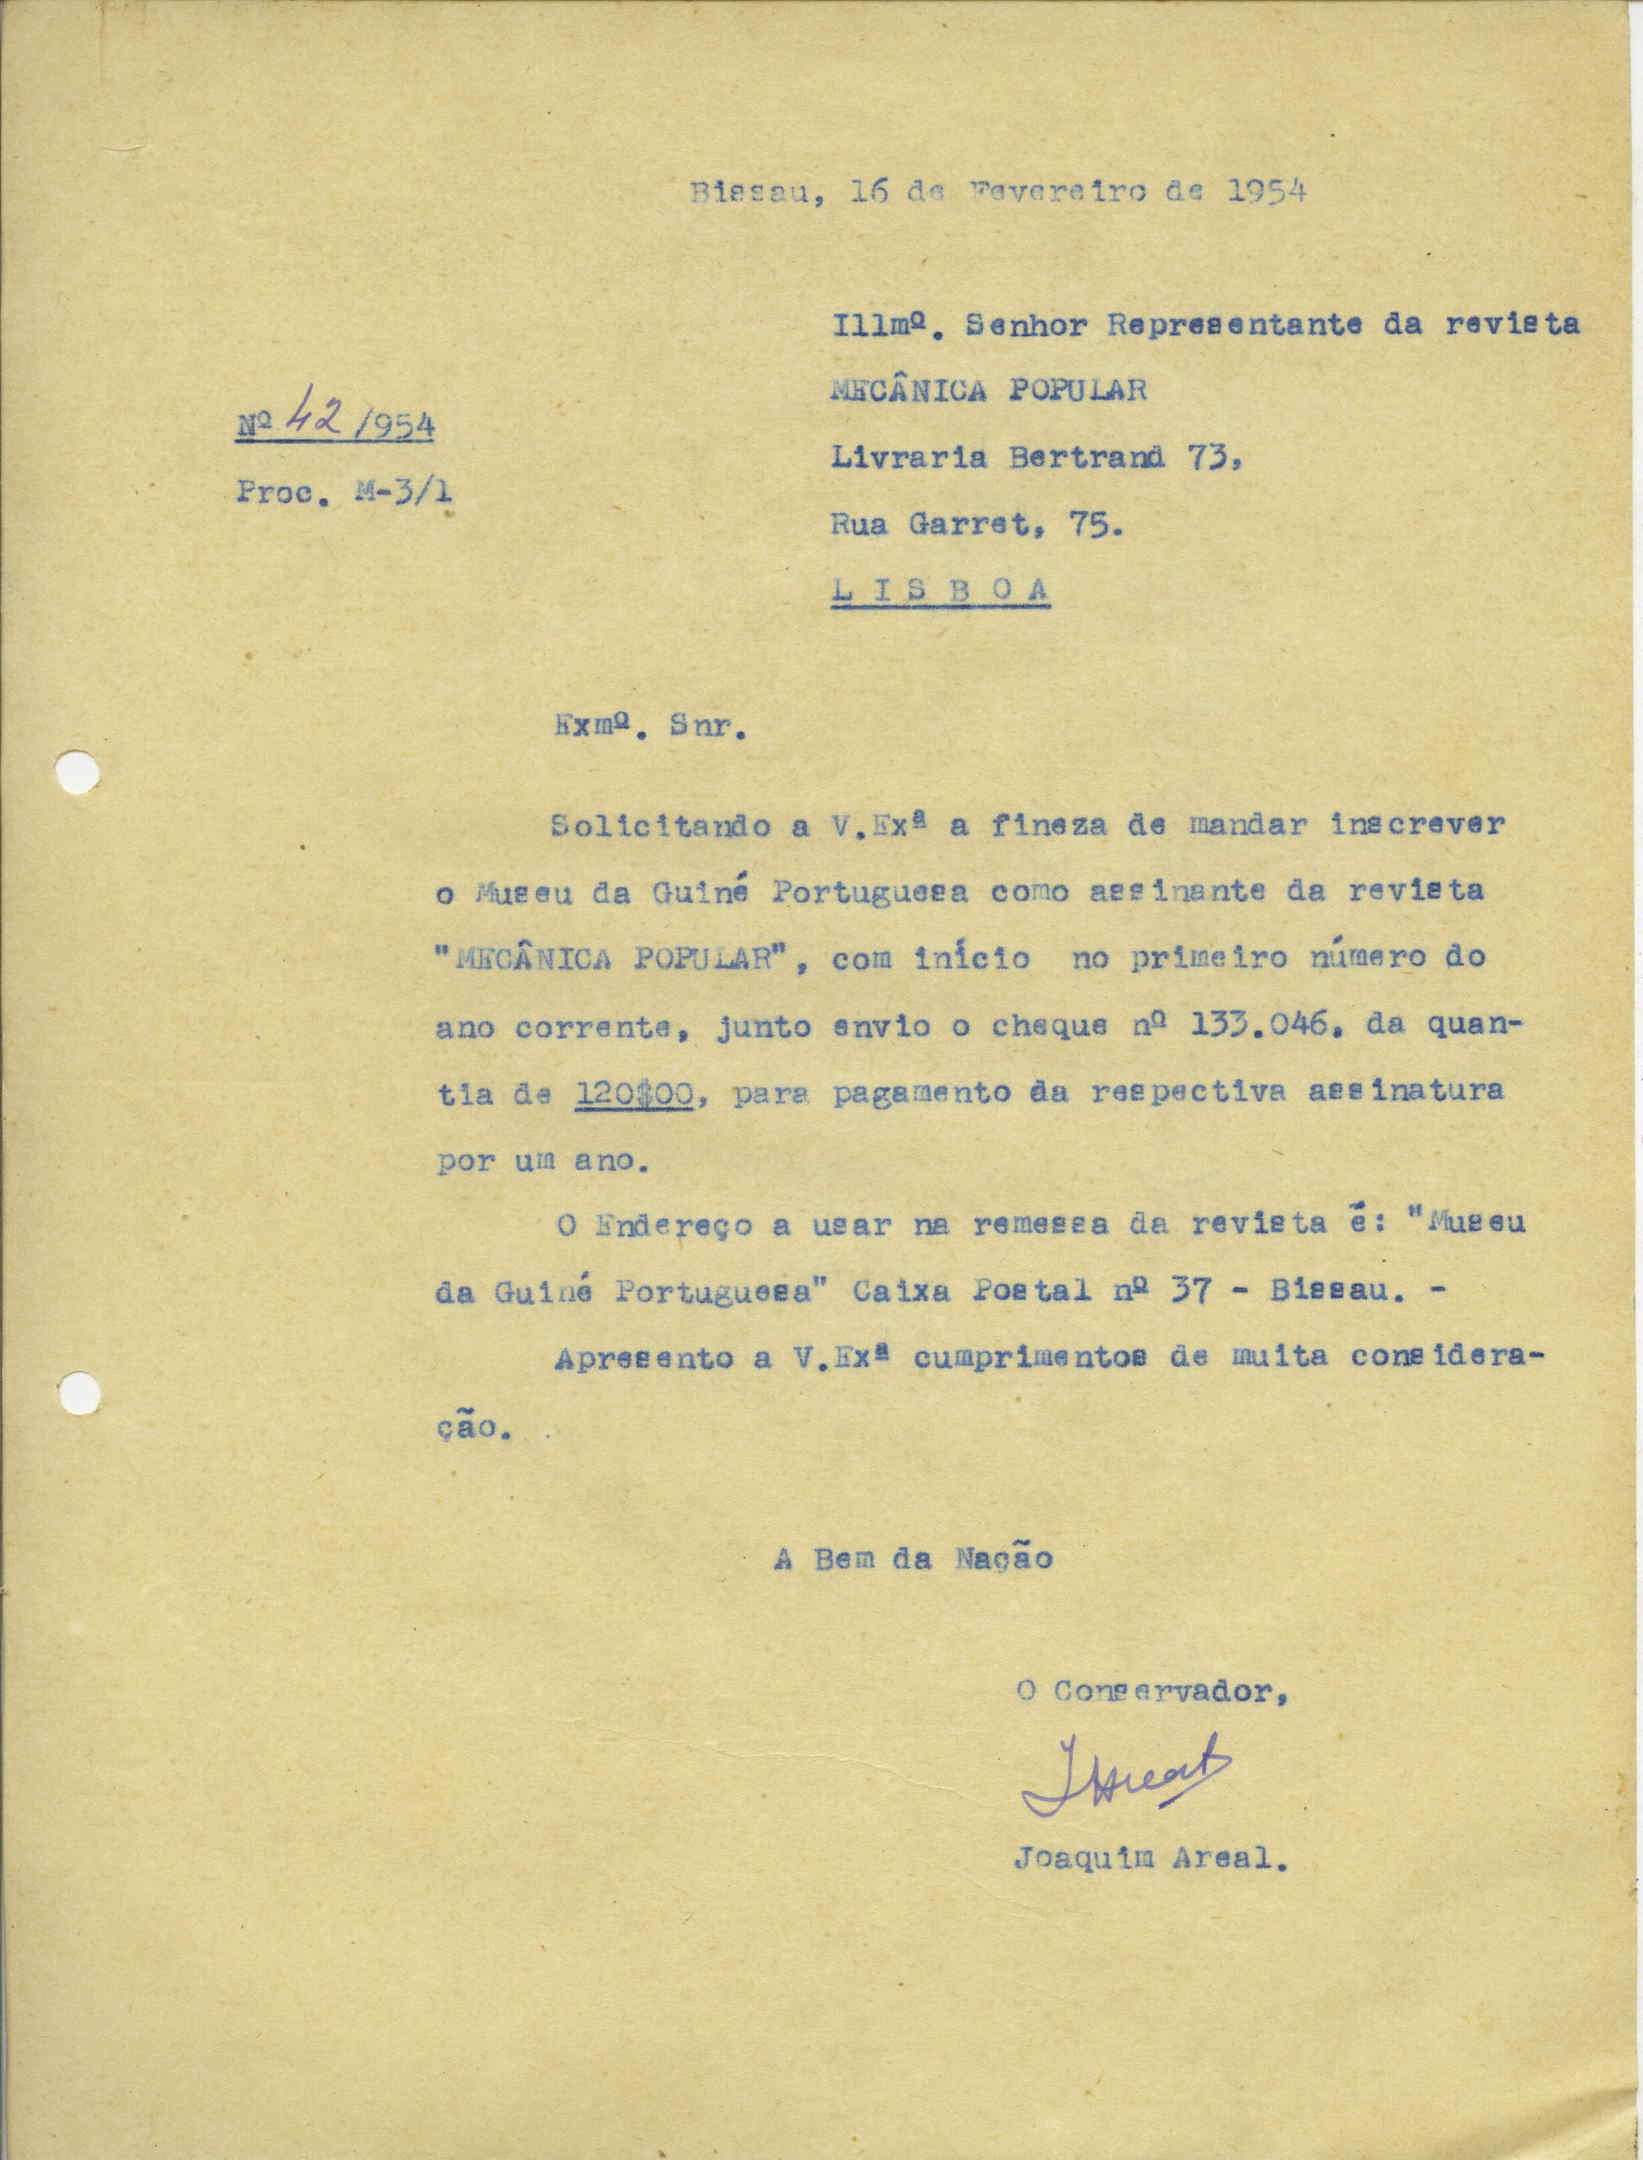 Bissau, 16 de Fevereiro de 1954
Illmº. Senhor Representante da revista
MECÂNICA POPULAR
Nº 42/954
Livraria Bertrand 73,
Proc. M-3/1
Rua Garret, 75.
L I S B O A
Exmº. Snr.
Solicitando a V.Exª a fineza de mandar inscrever
o Museu da Guiné Portuguesa como assinante da revista
"MECÂNICA POPULAR", com início no primeiro número do
ano corrente, junto envio o cheque nº 133.046. da quan-
tia de 120$00, para pagamento da respectiva assinatura
por um ano.
O Endereço a usar na remessa da revista é: "Museu
da Guiné Portuguesa" Caixa Postal nº 37 - Bissau. -
Apresento a V.Exª cumprimentos de muita considera-
ção.
A Bem da Nação
O Conservador,
JAreal
Joaquim Areal.